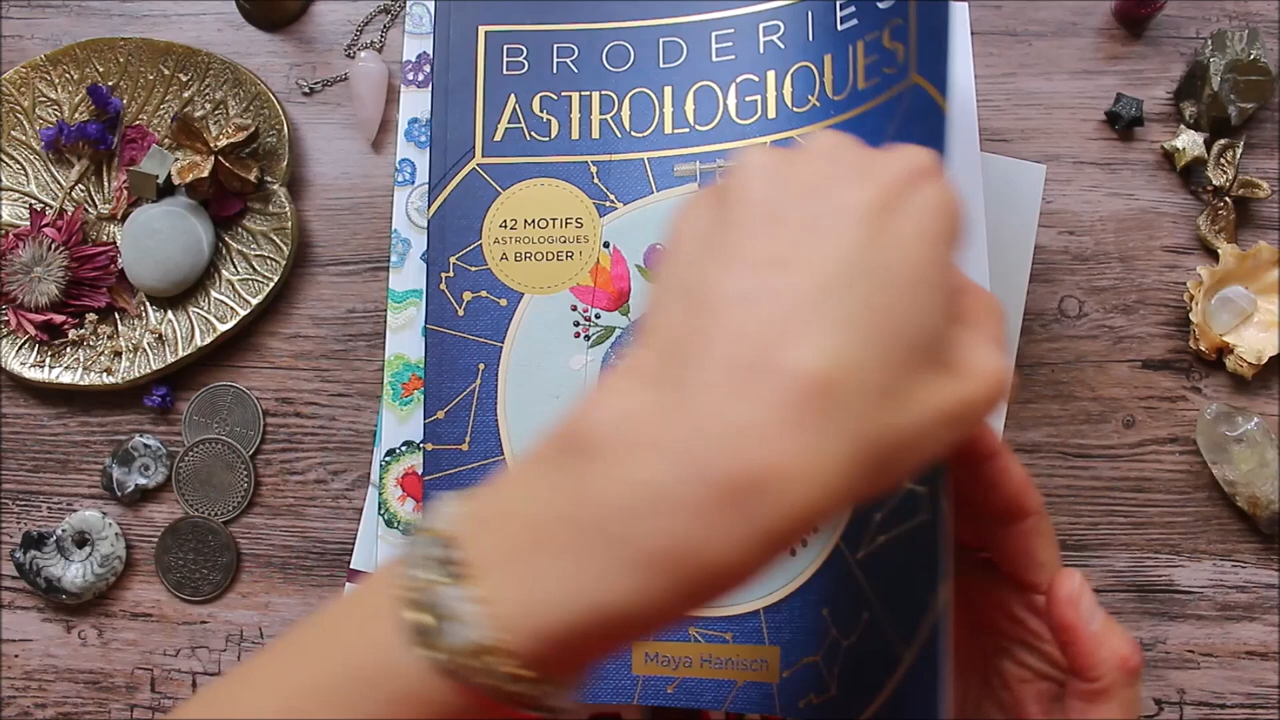 BRODERIES
ASTROLOGIQUES
42 MOTIFS
ASTROLOGIQUES
À BRODER !
Maya Hanisch